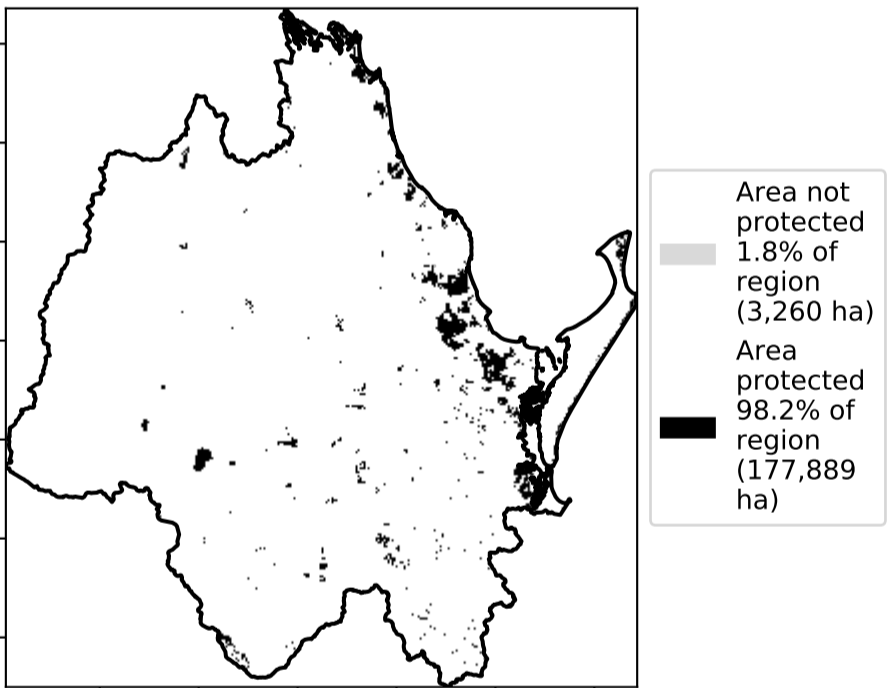 Area not
protected
1.8% of
region
(3,260 ha)
Area
protected
98.2% of
region
(177,889
ha)